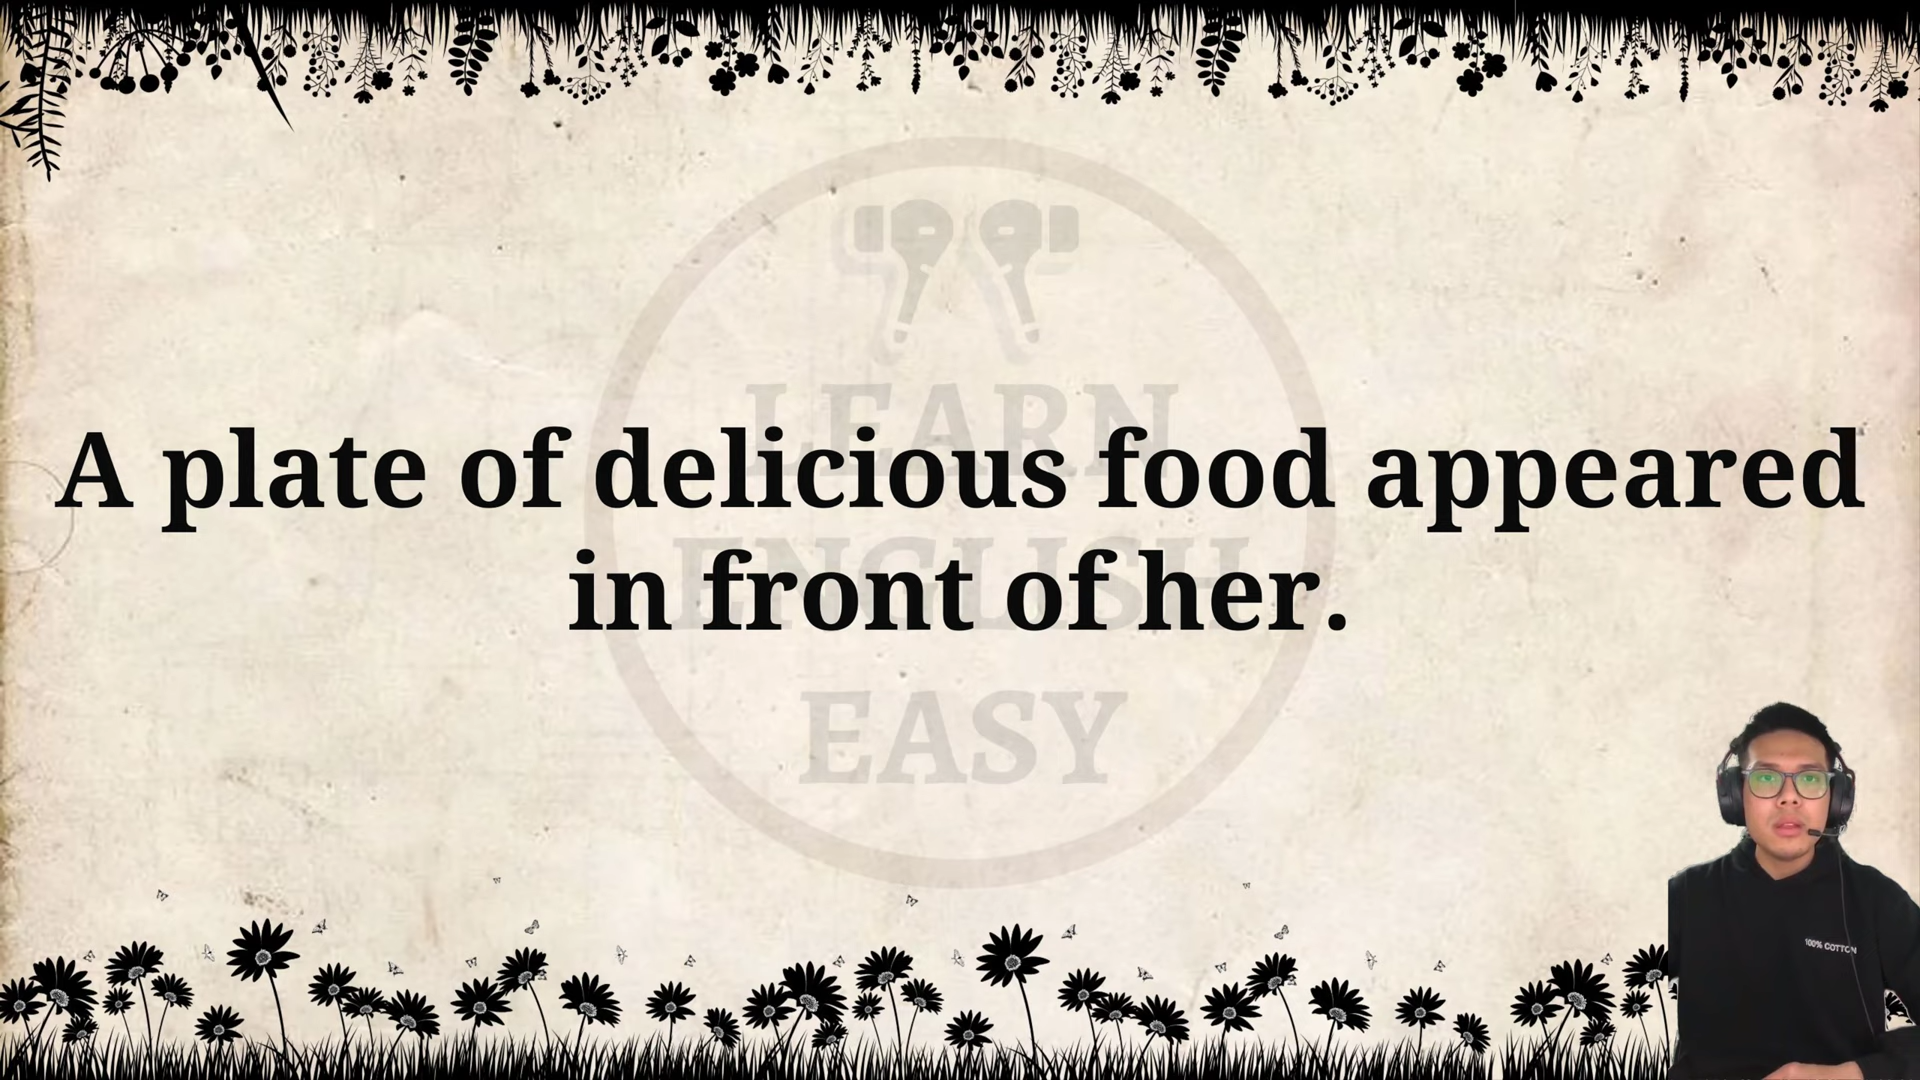 LEARN
ENGLISH
EASY
A plate of delicious food appeared
in front of her.
100% COTTON